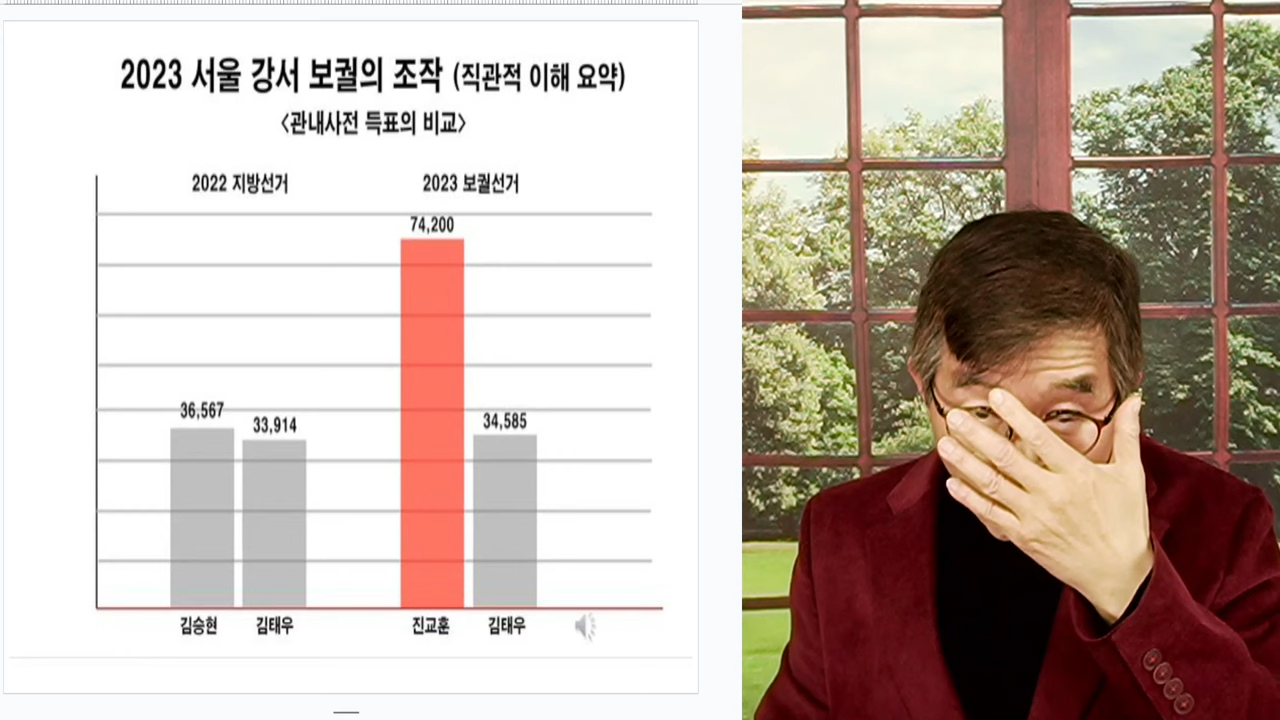 2023 서울 강서 보궐의 조작 (직관적 이해 요약)
<관내사전 득표의 비교>
2022 지방선거
2023 보궐선거
36,567
33,914
74,200
34,585
김승현
김태우
진교훈
김태우